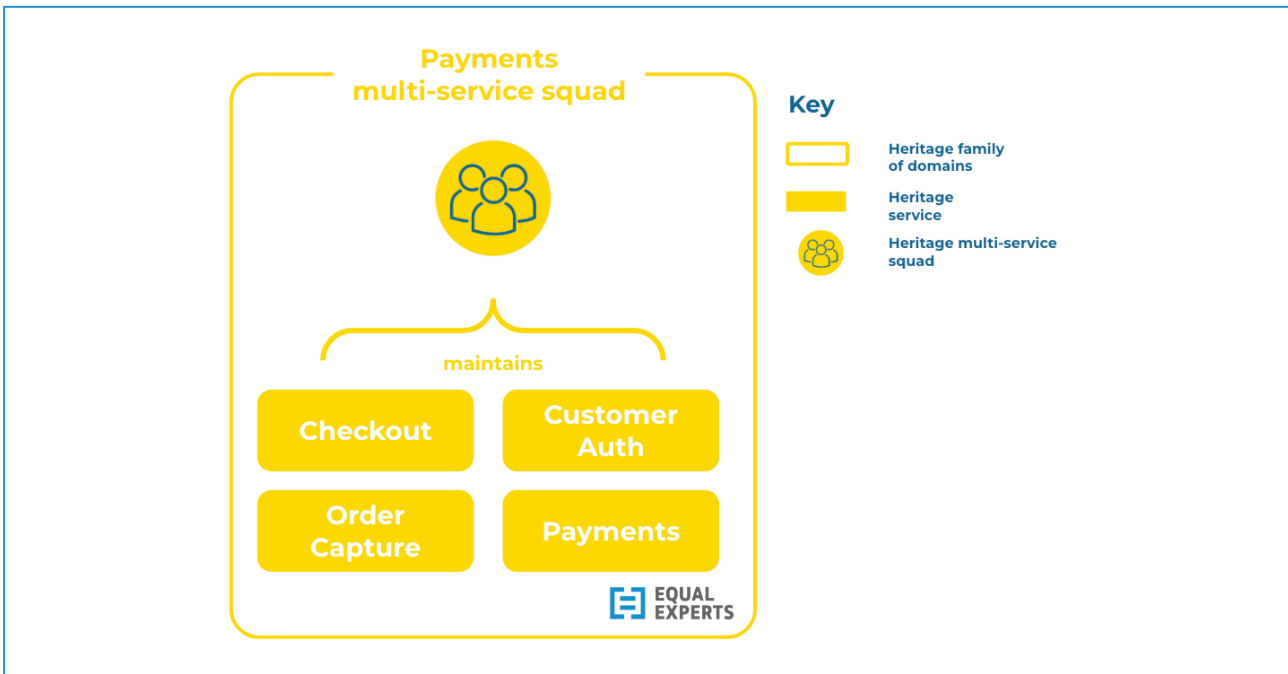 Payments
multi-service squad
Key
Heritage family
of domains
Heritage
service
Heritage multi-service
squad
maintains
Checkout
Customer
Auth
Order
Capture
Payments
EQUAL
EXPERTS